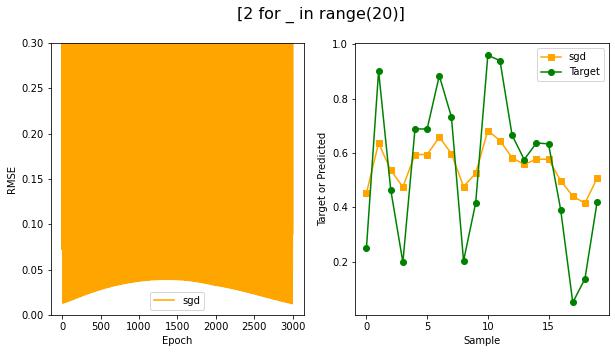 [2 for _ in range(20)]
0.30
0.25
0.20
0.15
0.10
0.05
0.00
RMSE
0 500 1000 1500 2000 2500 3000
Epoch
sgd
1.0
0.8
0.6
0.4
0.2
Target or Predicted
0 5 10 15
Sample
sgd
Target